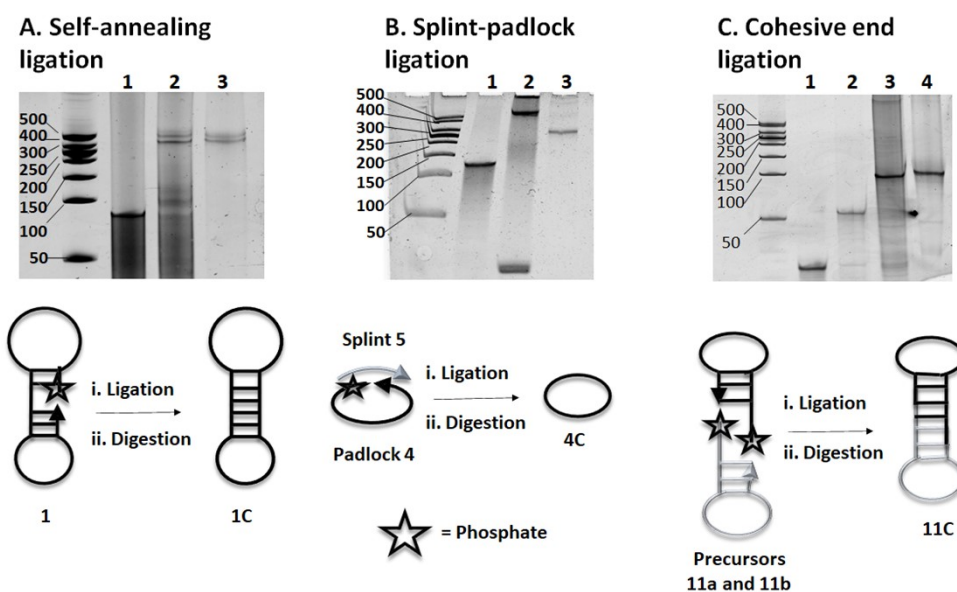 A. Self-annealing
ligation
1 2 3
500
400
300
250
200
150
100
50
i. Ligation
ii. Digestion
1
1C
B. Splint-padlock
ligation
1 2 3
500
400
300
250
200
150
100
50
Splint 5
i. Ligation
ii. Digestion
Padlock 4
4C
= Phosphate
C. Cohesive end
ligation
1 2 3 4
500
400
300
250
200
150
100
50
i. Ligation
ii. Digestion
Precursors
11a and 11b
11C